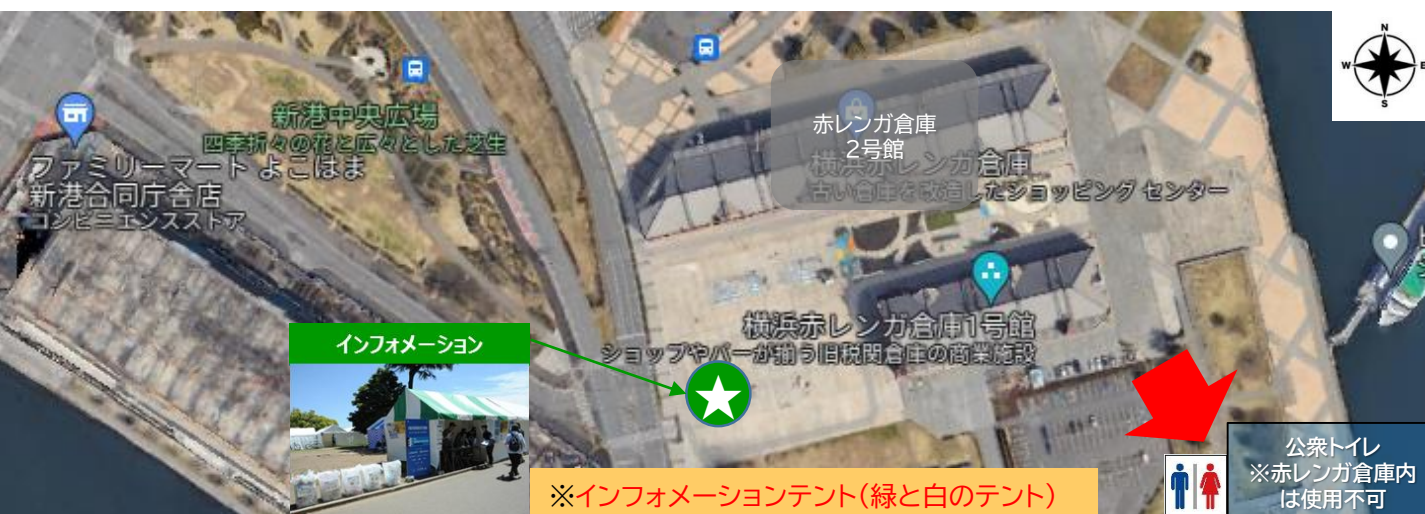 N
W
E
S
新港中央広場
四季折々の花と広々とした芝生
ファミリーマート よこはま
新港合同庁舎店
コンビニエンスストア
赤レンガ倉庫
2号館
横浜赤レンガ倉庫
古い倉庫を改造したショッピング センター
横浜赤レンガ倉庫1号館
ショップやバーが揃う旧税関倉庫の商業施設
インフォメーション
※インフォメーションテント(緑と白のテント)
公衆トイレ
※赤レンガ倉庫内
は使用不可